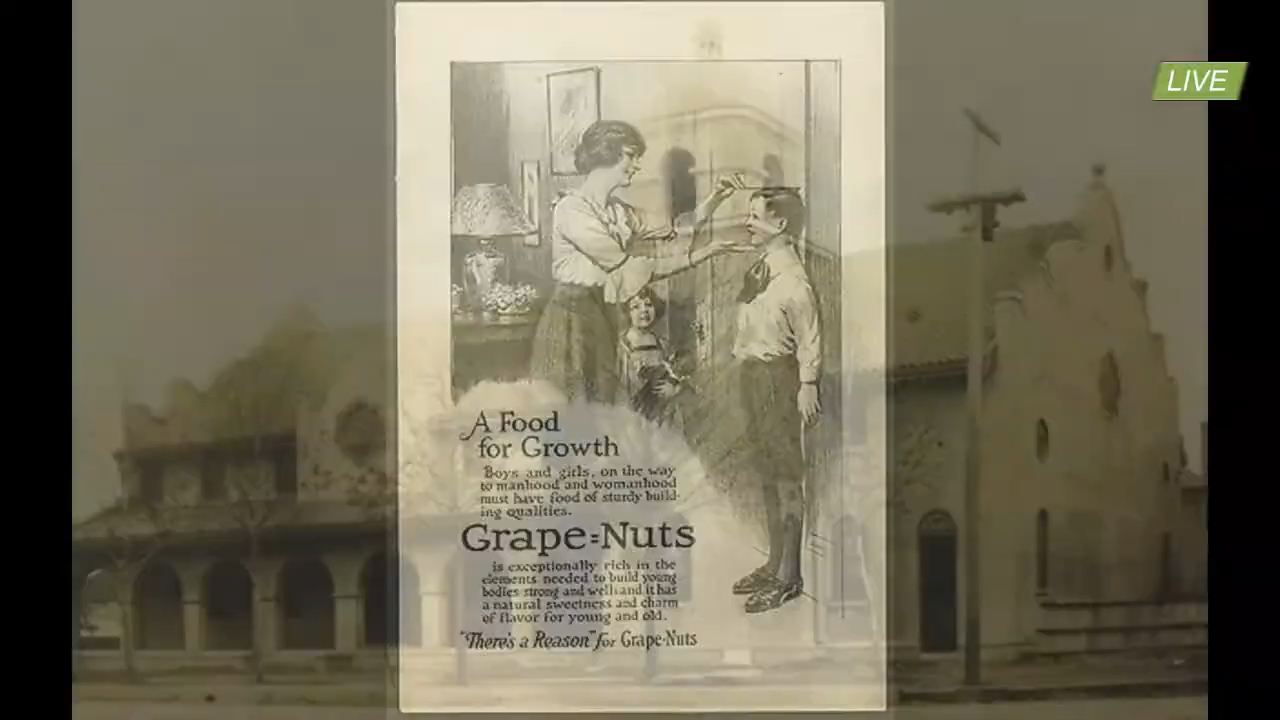 LIVE
A Food
for Growth
Boys and girls, on the way
to manhood and womanhood
must have food of sturdy build-
ing qualities.
Grape=Nuts
is exceptionally rich in the
elements needed to build young
bodies strong and well and it has
a natural sweetness and charm
of flavor for young and old.
"There's a Reason" for Grape-Nuts